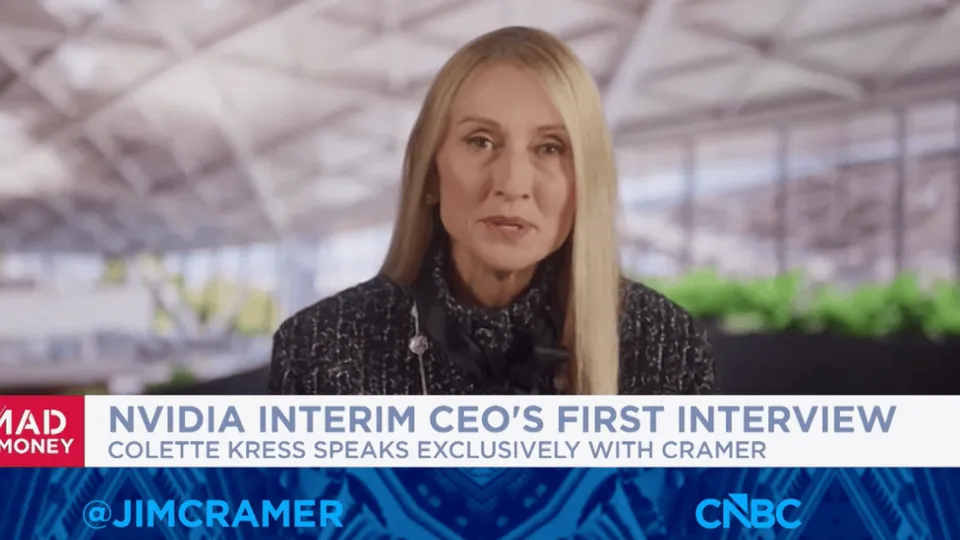 MAD
MONEY
NVIDIA INTERIM CEO'S FIRST INTERVIEW
COLETTE KRESS SPEAKS EXCLUSIVELY WITH CRAMER
@JIMCRAMER
CNBC